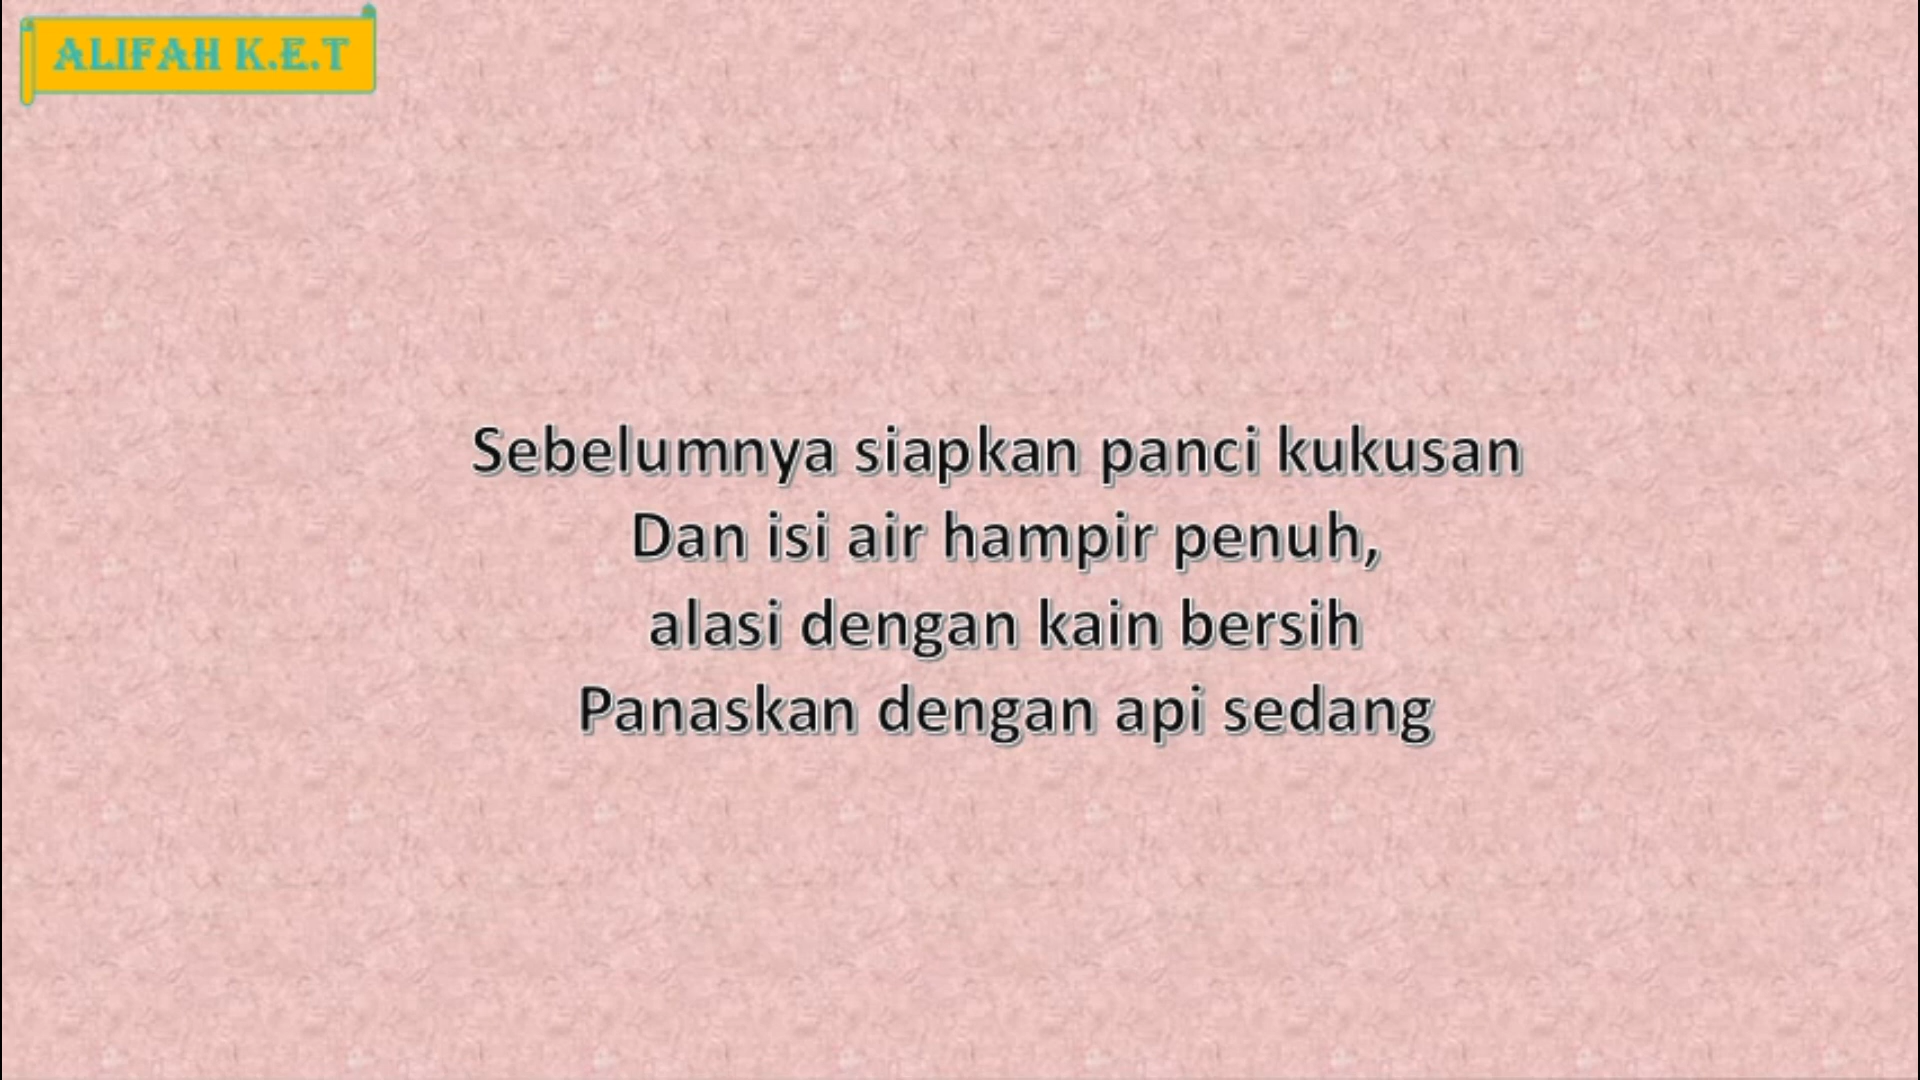 ALIFAH K.E.T
Sebelumnya siapkan panci kukusan
Dan isi air hampir penuh,
alasi dengan kain bersih
Panaskan dengan api sedang